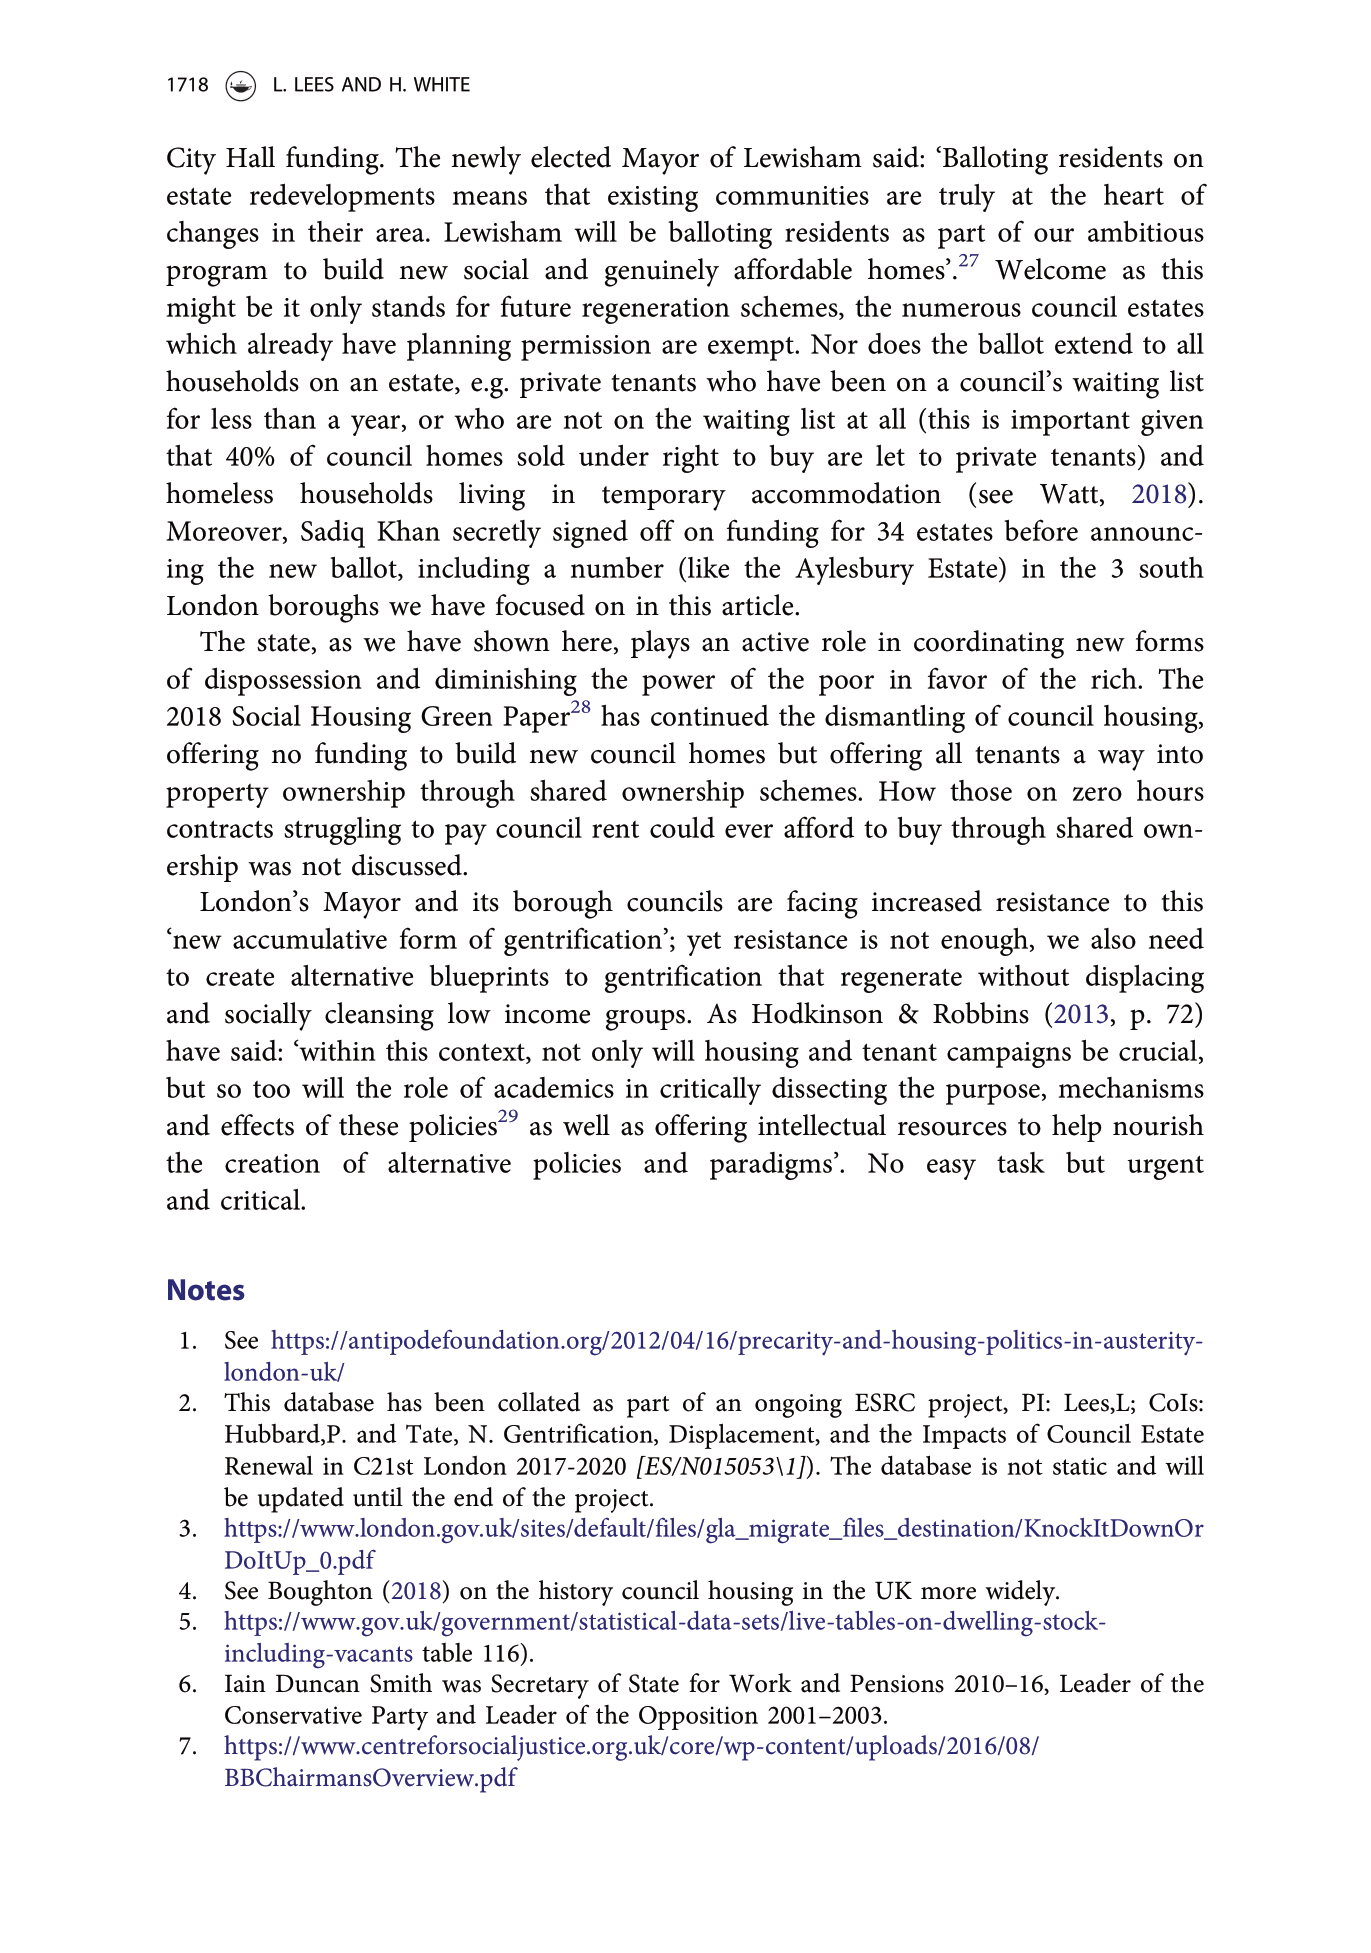 1718 L. LEES AND H. WHITE
City Hall funding. The newly elected Mayor of Lewisham said: ‘Balloting residents on
estate redevelopments means that existing communities are truly at the heart of
changes in their area. Lewisham will be balloting residents as part of our ambitious
program to build new social and genuinely affordable homes’.27 Welcome as this
might be it only stands for future regeneration schemes, the numerous council estates
which already have planning permission are exempt. Nor does the ballot extend to all
households on an estate, e.g. private tenants who have been on a council’s waiting list
for less than a year, or who are not on the waiting list at all (this is important given
that 40% of council homes sold under right to buy are let to private tenants) and
homeless households living in temporary accommodation (see Watt, 2018).
Moreover, Sadiq Khan secretly signed off on funding for 34 estates before announc-
ing the new ballot, including a number (like the Aylesbury Estate) in the 3 south
London boroughs we have focused on in this article.
The state, as we have shown here, plays an active role in coordinating new forms
of dispossession and diminishing the power of the poor in favor of the rich. The
2018 Social Housing Green Paper28 has continued the dismantling of council housing,
offering no funding to build new council homes but offering all tenants a way into
property ownership through shared ownership schemes. How those on zero hours
contracts struggling to pay council rent could ever afford to buy through shared own-
ership was not discussed.
London’s Mayor and its borough councils are facing increased resistance to this
‘new accumulative form of gentrification’; yet resistance is not enough, we also need
to create alternative blueprints to gentrification that regenerate without displacing
and socially cleansing low income groups. As Hodkinson & Robbins (2013, p. 72)
have said: ‘within this context, not only will housing and tenant campaigns be crucial,
but so too will the role of academics in critically dissecting the purpose, mechanisms
and effects of these policies29 as well as offering intellectual resources to help nourish
the creation of alternative policies and paradigms’. No easy task but urgent
and critical.
Notes
1. See https://antipodefoundation.org/2012/04/16/precarity-and-housing-politics-in-austerity-
london-uk/
2. This database has been collated as part of an ongoing ESRC project, PI: Lees,L; CoIs:
Hubbard,P. and Tate, N. Gentrification, Displacement, and the Impacts of Council Estate
Renewal in C21st London 2017-2020 [ES/N015053\1]). The database is not static and will
be updated until the end of the project.
3. https://www.london.gov.uk/sites/default/files/gla_migrate_files_destination/KnockItDownOr
DoItUp_0.pdf
4. See Boughton (2018) on the history council housing in the UK more widely.
5. https://www.gov.uk/government/statistical-data-sets/live-tables-on-dwelling-stock-
including-vacants table 116).
6. Iain Duncan Smith was Secretary of State for Work and Pensions 2010–16, Leader of the
Conservative Party and Leader of the Opposition 2001–2003.
7. https://www.centreforsocialjustice.org.uk/core/wp-content/uploads/2016/08/
BBChairmansOverview.pdf